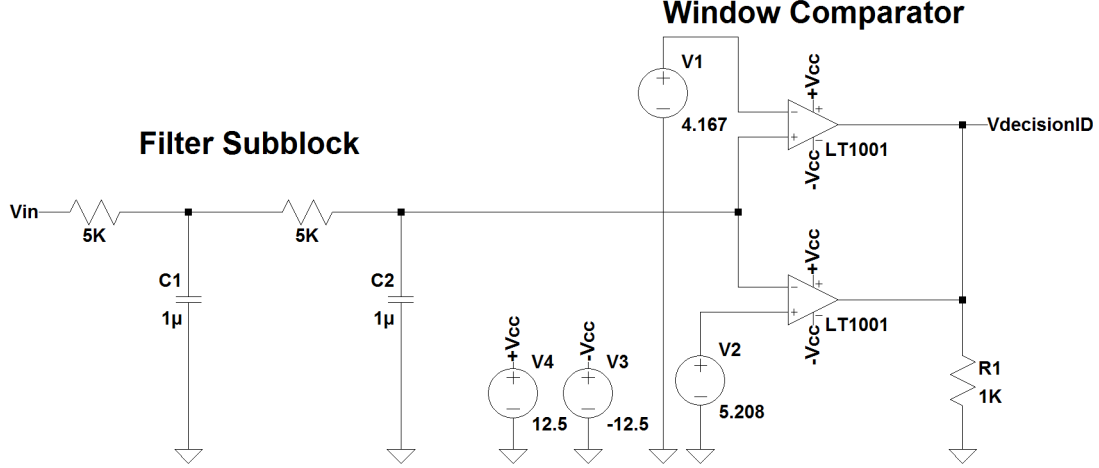 Window Comparator
V1
+Vcc
4.167
VdecisionID
Filter Subblock
-Vcc
LT1001
Vin
5K
5K
+Vcc
C1
C2
1µ
1µ
-Vcc
LT1001
+Vcc
V4
-Vcc
V3
V2
R1
1K
12.5
-12.5
5.208